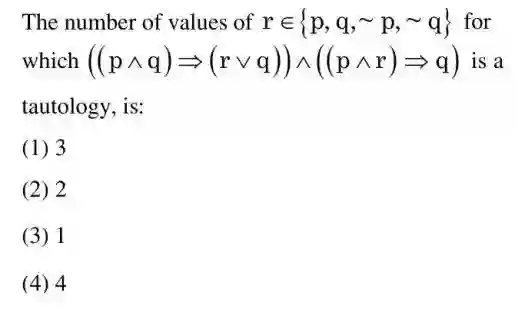 The number of values of r ∈ {p, q, ~ p, ~ q} for
which ((p ∧ q) ⇒ (r ∨ q)) ∧ ((p ∧ r) ⇒ q) is a
tautology, is:
(1) 3
(2) 2
(3) 1
(4) 4